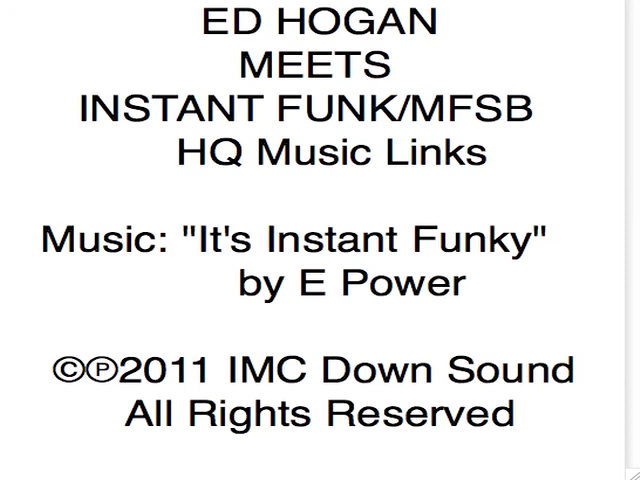 ED HOGAN
MEETS
INSTANT FUNK/MFSB
HQ Music Links
Music: "It's Instant Funky"
by E Power
©℗2011 IMC Down Sound
All Rights Reserved